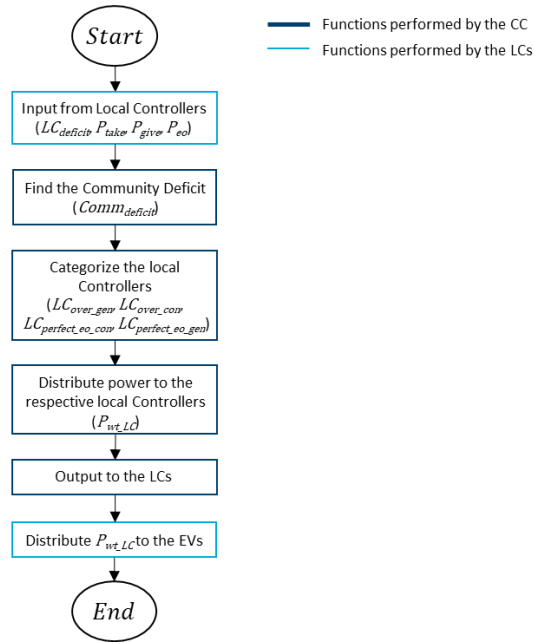 Start
Functions performed by the CC
Functions performed by the LCs
Input from Local Controllers
(LC_deficit, P_take, P_give, P_eo)
Find the Community Deficit
(Comm_deficit)
Categorize the local
Controllers
(LC_over_gen, LC_over_con,
LC_perfect_eo_con, LC_perfect_eo_gen)
Distribute power to the
respective local Controllers
(P_wt_LC)
Output to the LCs
Distribute P_wt_LC to the EVs
End